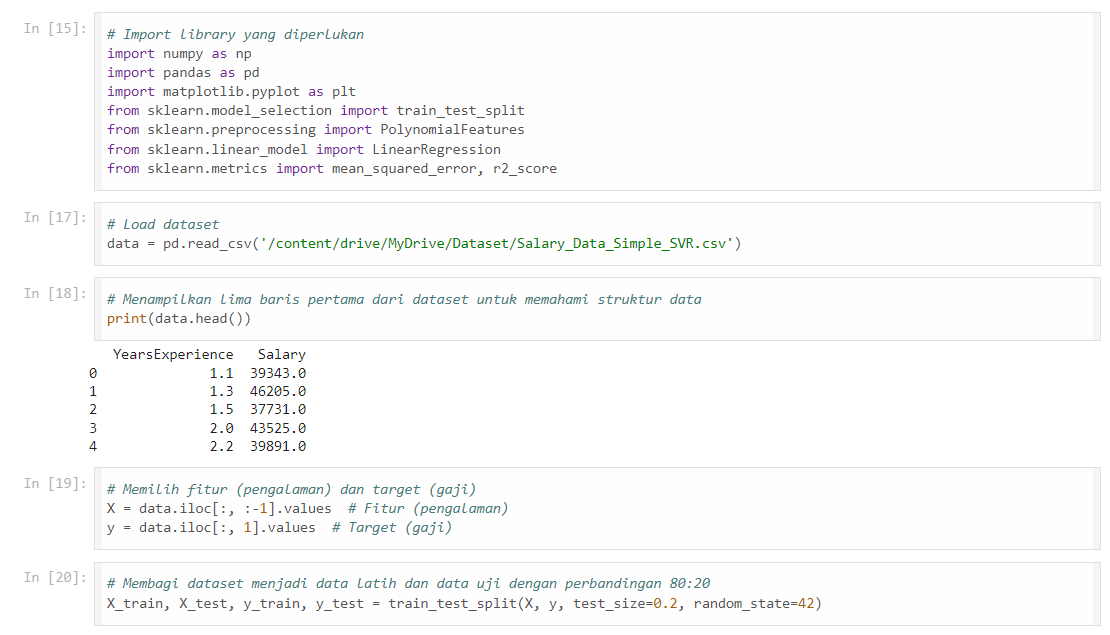 In [15]:
# Import library yang diperlukan
import numpy as np
import pandas as pd
import matplotlib.pyplot as plt
from sklearn.model_selection import train_test_split
from sklearn.preprocessing import PolynomialFeatures
from sklearn.linear_model import LinearRegression
from sklearn.metrics import mean_squared_error, r2_score
In [17]:
# Load dataset
data = pd.read_csv('/content/drive/MyDrive/Dataset/Salary_Data_Simple_SVR.csv')
In [18]:
# Menampilkan lima baris pertama dari dataset untuk memahami struktur data
print(data.head())
YearsExperience Salary
0 1.1 39343.0
1 1.3 46205.0
2 1.5 37731.0
3 2.0 43525.0
4 2.2 39891.0
In [19]:
# Memilih fitur (pengalaman) dan target (gaji)
X = data.iloc[:, :-1].values # Fitur (pengalaman)
y = data.iloc[:, 1].values # Target (gaji)
In [20]:
# Membagi dataset menjadi data latih dan data uji dengan perbandingan 80:20
X_train, X_test, y_train, y_test = train_test_split(X, y, test_size=0.2, random_state=42)